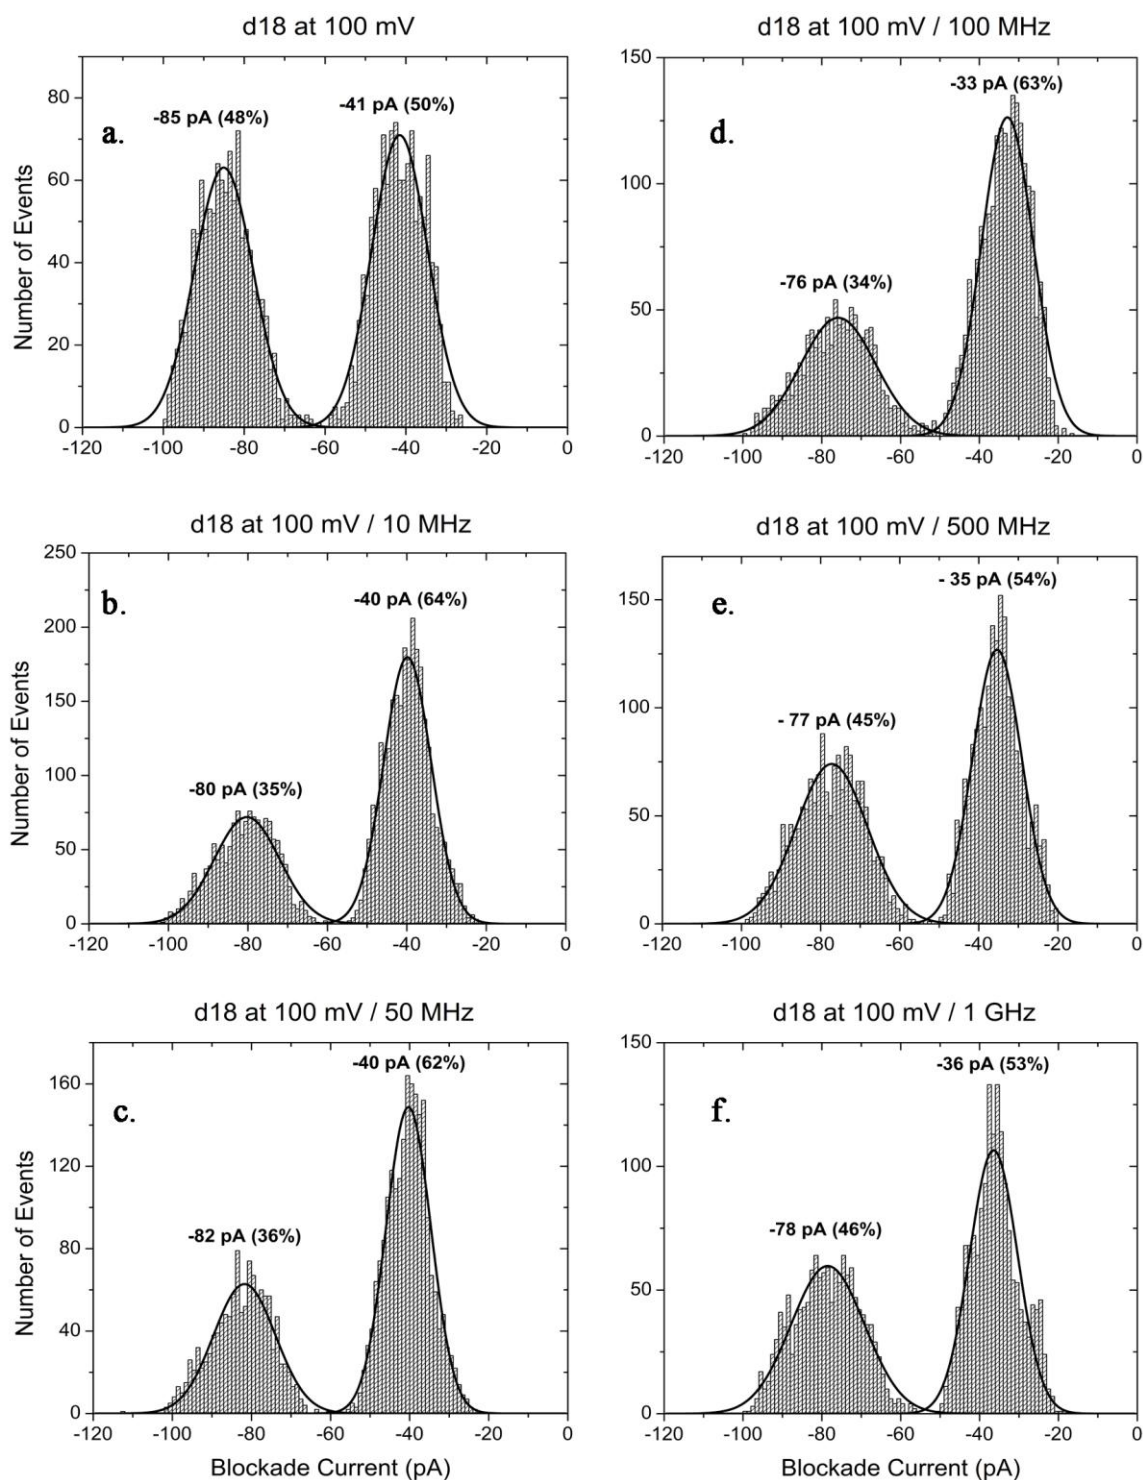 d18 at 100 mV
Number of Events
80
60
40
20
0
a.
-85 pA (48%)
-41 pA (50%)
-120
-100
-80
-60
-40
-20
0
d18 at 100 mV / 10 MHz
Number of Events
250
200
150
100
50
0
b.
-80 pA (35%)
-40 pA (64%)
-120
-100
-80
-60
-40
-20
0
d18 at 100 mV / 50 MHz
Number of Events
160
120
80
40
0
c.
-82 pA (36%)
-40 pA (62%)
-120
-100
-80
-60
-40
-20
0
Blockade Current (pA)
d18 at 100 mV / 100 MHz
150
100
50
0
d.
-76 pA (34%)
-33 pA (63%)
-120
-100
-80
-60
-40
-20
0
d18 at 100 mV / 500 MHz
150
100
50
0
e.
- 77 pA (45%)
- 35 pA (54%)
-120
-100
-80
-60
-40
-20
0
d18 at 100 mV / 1 GHz
150
100
50
0
f.
-78 pA (46%)
-36 pA (53%)
-120
-100
-80
-60
-40
-20
0
Blockade Current (pA)